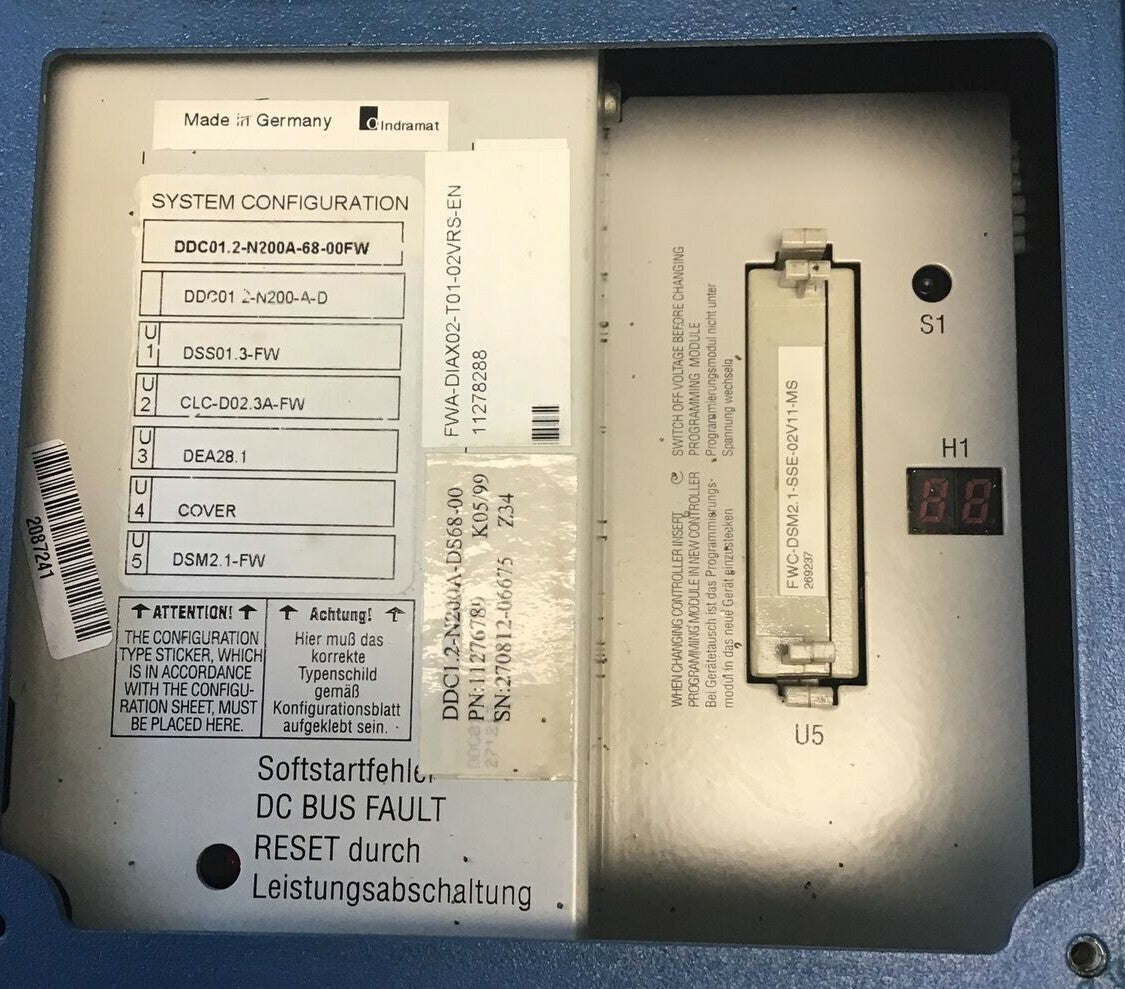 Made in Germany
Indramat
SYSTEM CONFIGURATION
DDC01.2-N200A-68-00FW
DDC01.2-N200-A-D
U1 DSS01.3-FW
U2 CLC-D02.3A-FW
U3 DEA28.1
U4 COVER
U5 DSM2.1-FW
2087241
ATTENTION!
THE CONFIGURATION
TYPE STICKER, WHICH
IS IN ACCORDANCE
WITH THE CONFIGU-
RATION SHEET, MUST
BE PLACED HERE.
Achtung!
Hier muß das
korrekte
Typenschild
gemäß
Konfigurationsblatt
aufgeklebt sein.
FWA-DIAX02-T01-02VRS-EN
11278288
DDC1.2-N200A-DS68-00
PN:11276789 K05/99
SN:270812-06675 Z34
Softstartfehler
DC BUS FAULT
RESET durch
Leistungsabschaltung
WHEN CHANGING CONTROLLER INSERT
PROGRAMMING MODULE IN NEW CONTROLLER
Bei Gerätetausch ist das Programmierungs-
modul in das neue Gerät einzustecken
SWITCH OFF VOLTAGE BEFORE CHANGING
PROGRAMMING MODULE
Programmierungsmodul nicht unter
Spannung wechseln
FWC-DSM2.1-SSE-02V11-MS
269237
U5
S1
H1